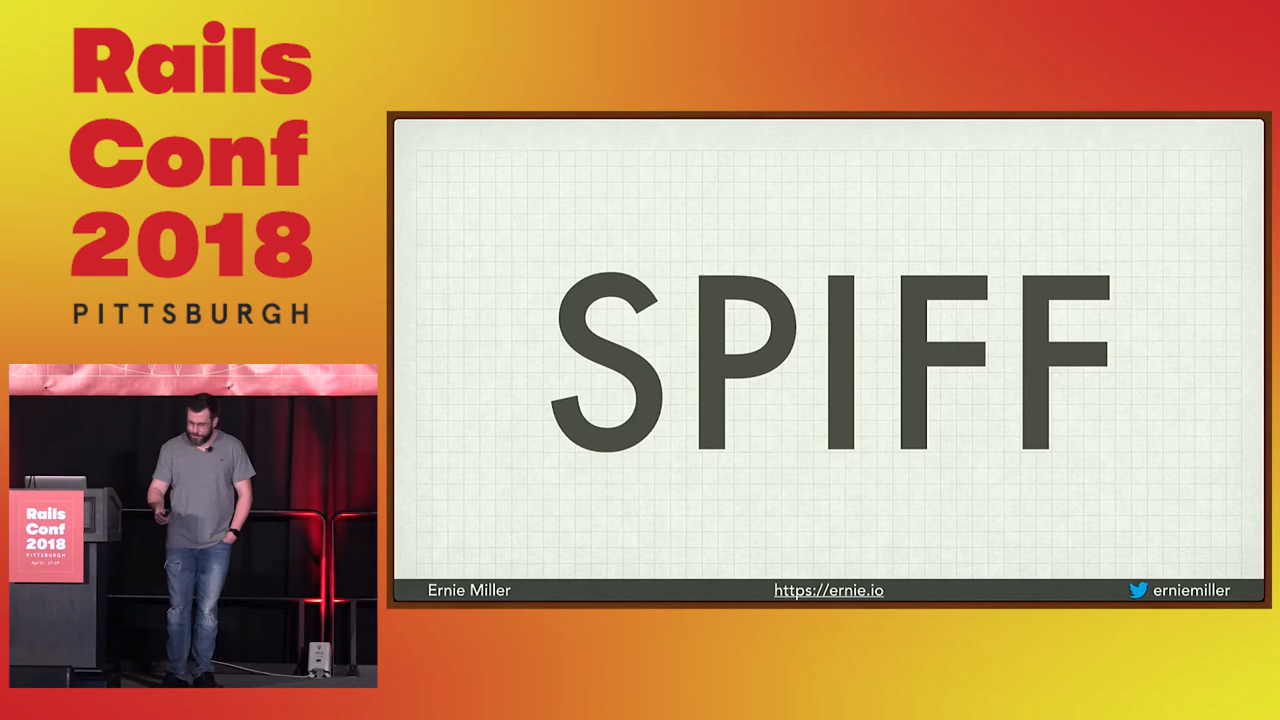 Rails
Conf
2018
PITTSBURGH
SPIFF
Ernie Miller
https://ernie.io
erniemiller
Rails
Conf
2018
PITTSBURGH